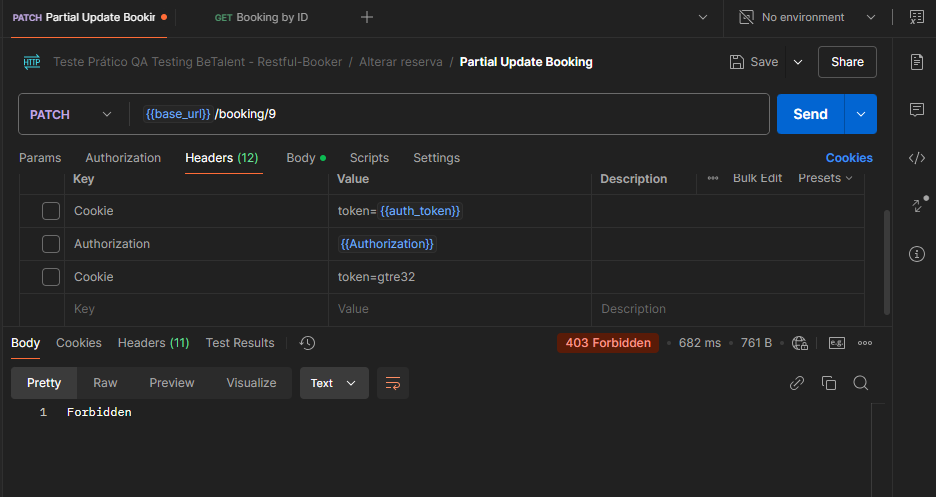 PATCH Partial Update Bookir GET Booking by ID + No environment
HTTP Teste Prático QA Testing BeTalent - Restful-Booker / Alterar reserva / Partial Update Booking Save Share
PATCH {{base_url}}/booking/9 Send
Params Authorization Headers (12) Body Scripts Settings Cookies
Key Value Description Bulk Edit Presets
Cookie token={{auth_token}}
Authorization {{Authorization}}
Cookie token=gtre32
Key Value Description
Body Cookies Headers (11) Test Results 403 Forbidden 682 ms 761 B e.g.
Pretty Raw Preview Visualize Text
1 Forbidden